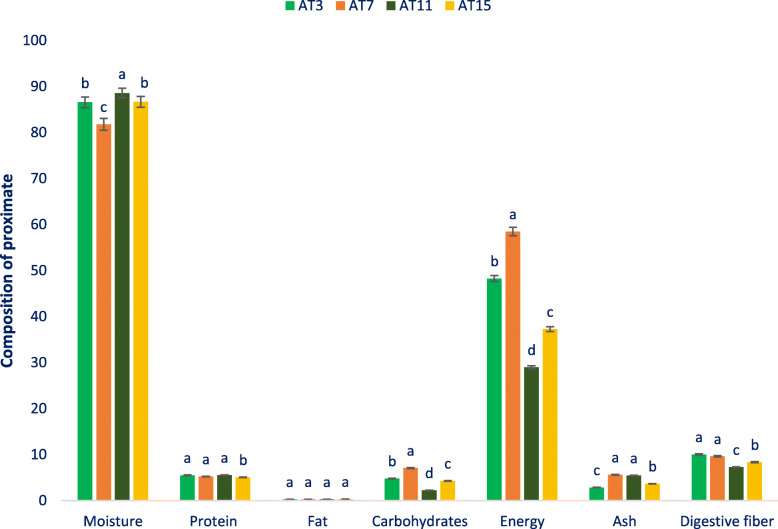 AT3 AT7 AT11 AT15
Composition of proximate
100
90
80
70
60
50
40
30
20
10
0
b c a b
a a a b
a a a a
b a d c
b a d c
c a a b
a a c b
Moisture Protein Fat Carbohydrates Energy Ash Digestive fiber